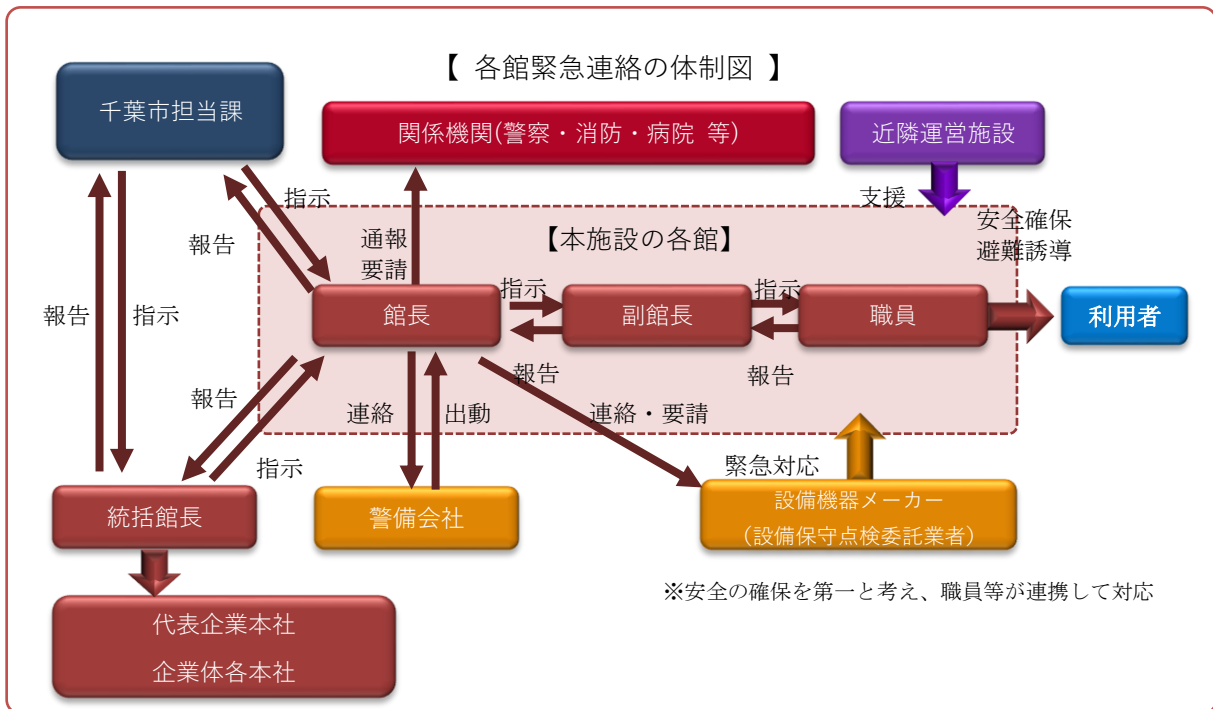 【 各館緊急連絡の体制図 】
千葉市担当課
関係機関(警察・消防・病院 等)
近隣運営施設
指示
支援
報告
通報
要請
【本施設の各館】
安全確保
避難誘導
報告
指示
館長
指示
副館長
指示
職員
利用者
報告
報告
報告
連絡
出動
連絡・要請
指示
緊急対応
統括館長
警備会社
設備機器メーカー
(設備保守点検委託業者)
※安全の確保を第一と考え、職員等が連携して対応
代表企業本社
企業体各本社